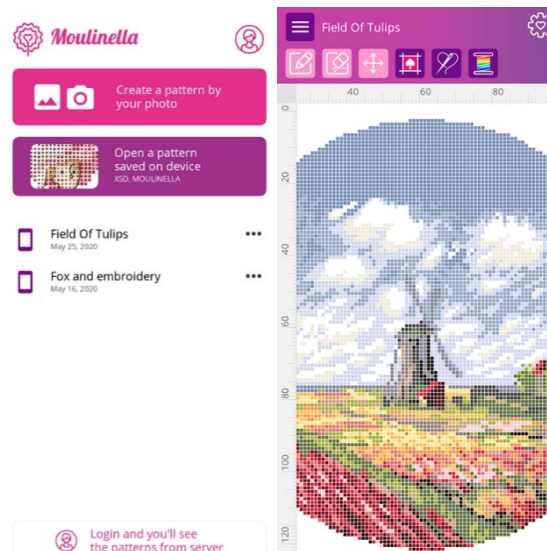 Moulinella
Create a pattern by
your photo
Open a pattern
saved on device
XSD, MOULINELLA
Field Of Tulips
May 25, 2020
Fox and embroidery
May 16, 2020
Login and you'll see
the patterns from server
Field Of Tulips
40 60 80
0
20
40
60
80
100
120